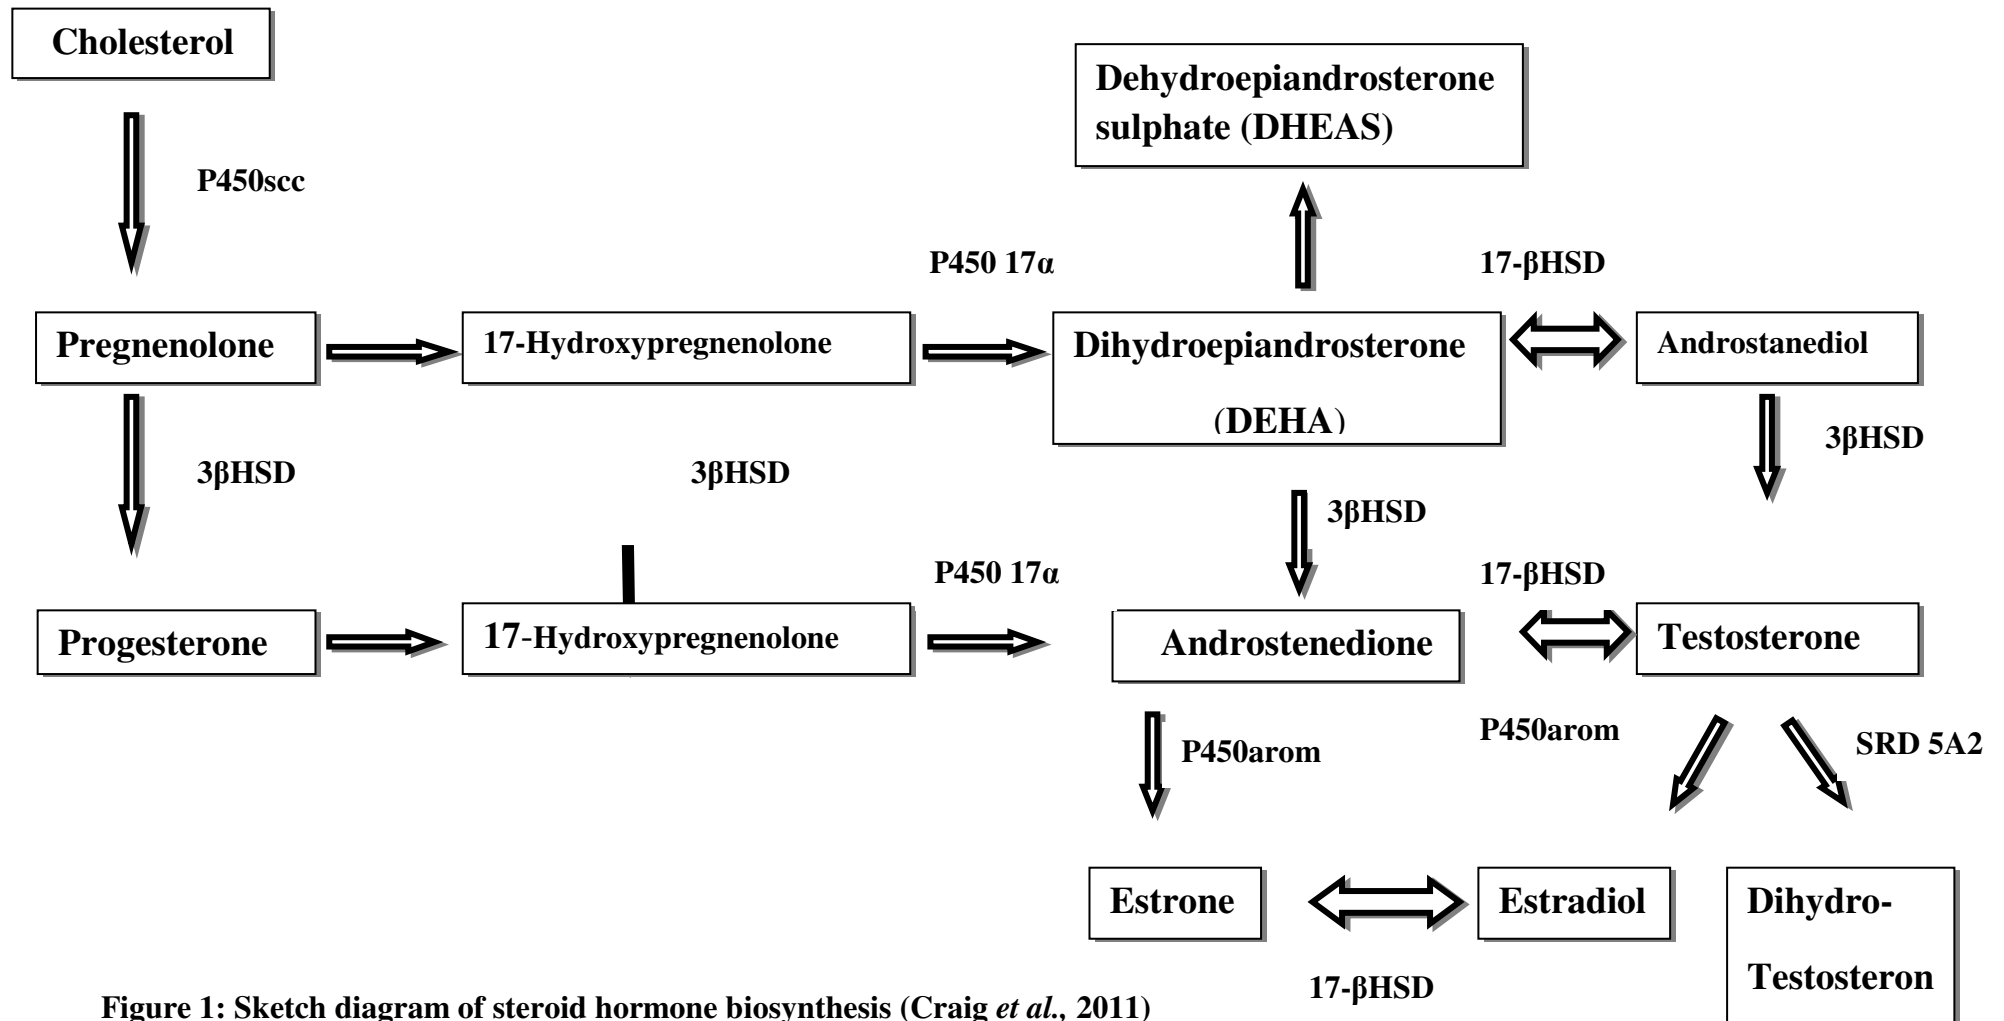 Cholesterol
Dehydroepiandrosterone
sulphate (DHEAS)
P450scc
P450 17α
17-βHSD
Pregnenolone
17-Hydroxypregnenolone
Dihydroepiandrosterone
(DEHA)
Androstanediol
3βHSD
3βHSD
3βHSD
3βHSD
P450 17α
17-βHSD
Progesterone
17-Hydroxypregnenolone
Androstenedione
Testosterone
P450arom
P450arom
SRD 5A2
Estrone
Estradiol
Dihydro-
Testosteron
17-βHSD
Figure 1: Sketch diagram of steroid hormone biosynthesis (Craig et al., 2011)